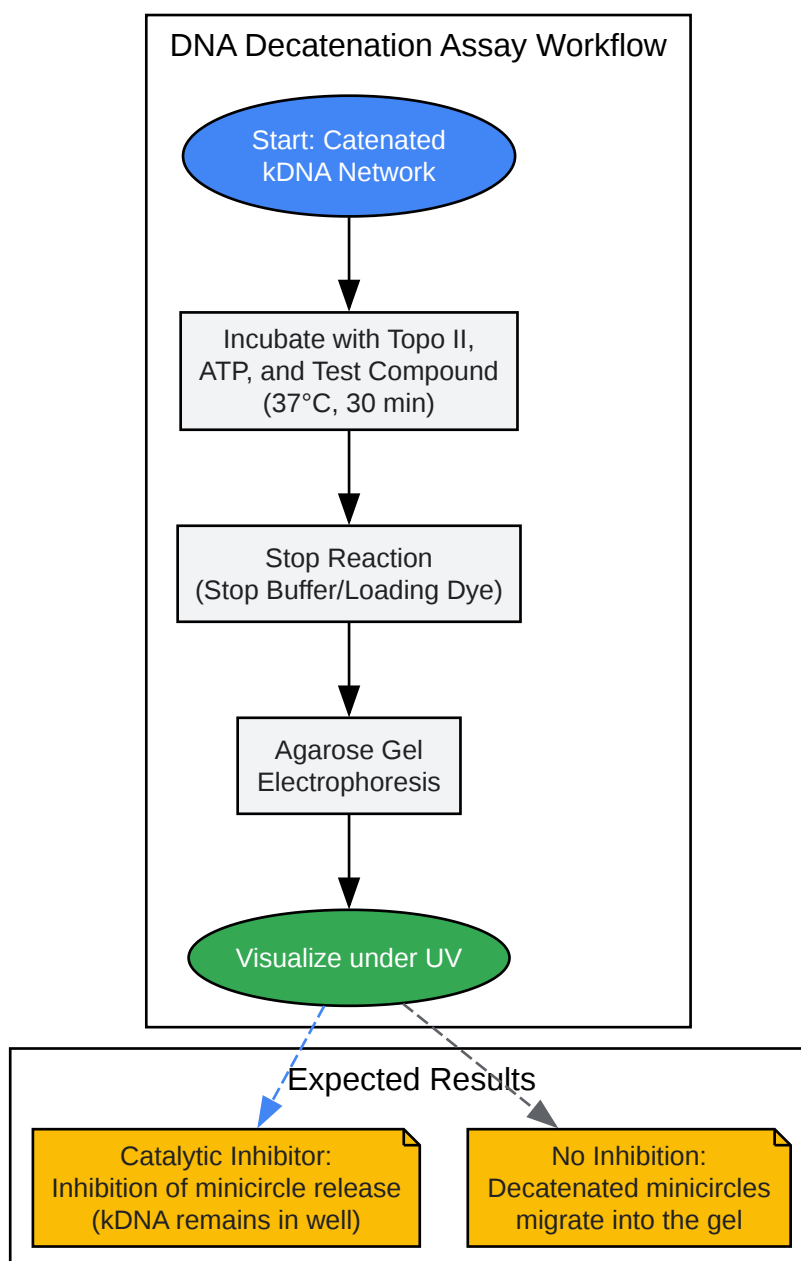 DNA Decatenation Assay Workflow
Start: Catenated
kDNA Network
Incubate with Topo II,
ATP, and Test Compound
(37°C, 30 min)
Stop Reaction
(Stop Buffer/Loading Dye)
Agarose Gel
Electrophoresis
Visualize under UV
Expected Results
Catalytic Inhibitor:
Inhibition of minicircle release
(kDNA remains in well)
No Inhibition:
Decatenated minicircles
migrate into the gel